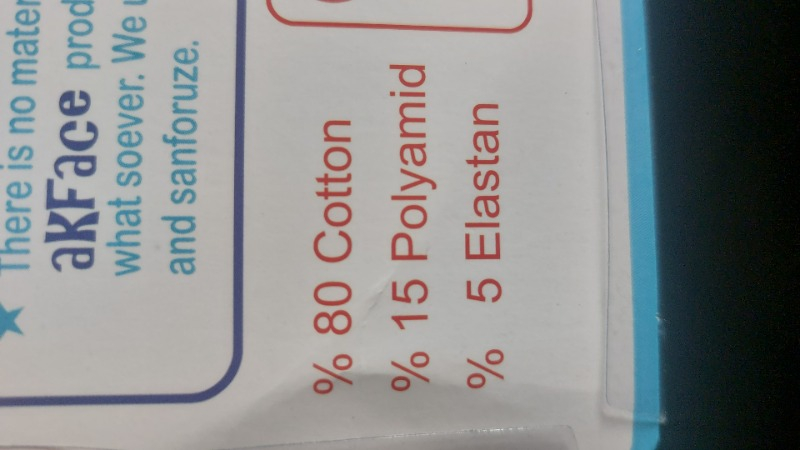 There is no mater
aKFace prod
what soever. We u
and sanforuze.
% 80 Cotton
% 15 Polyamid
% 5 Elastan